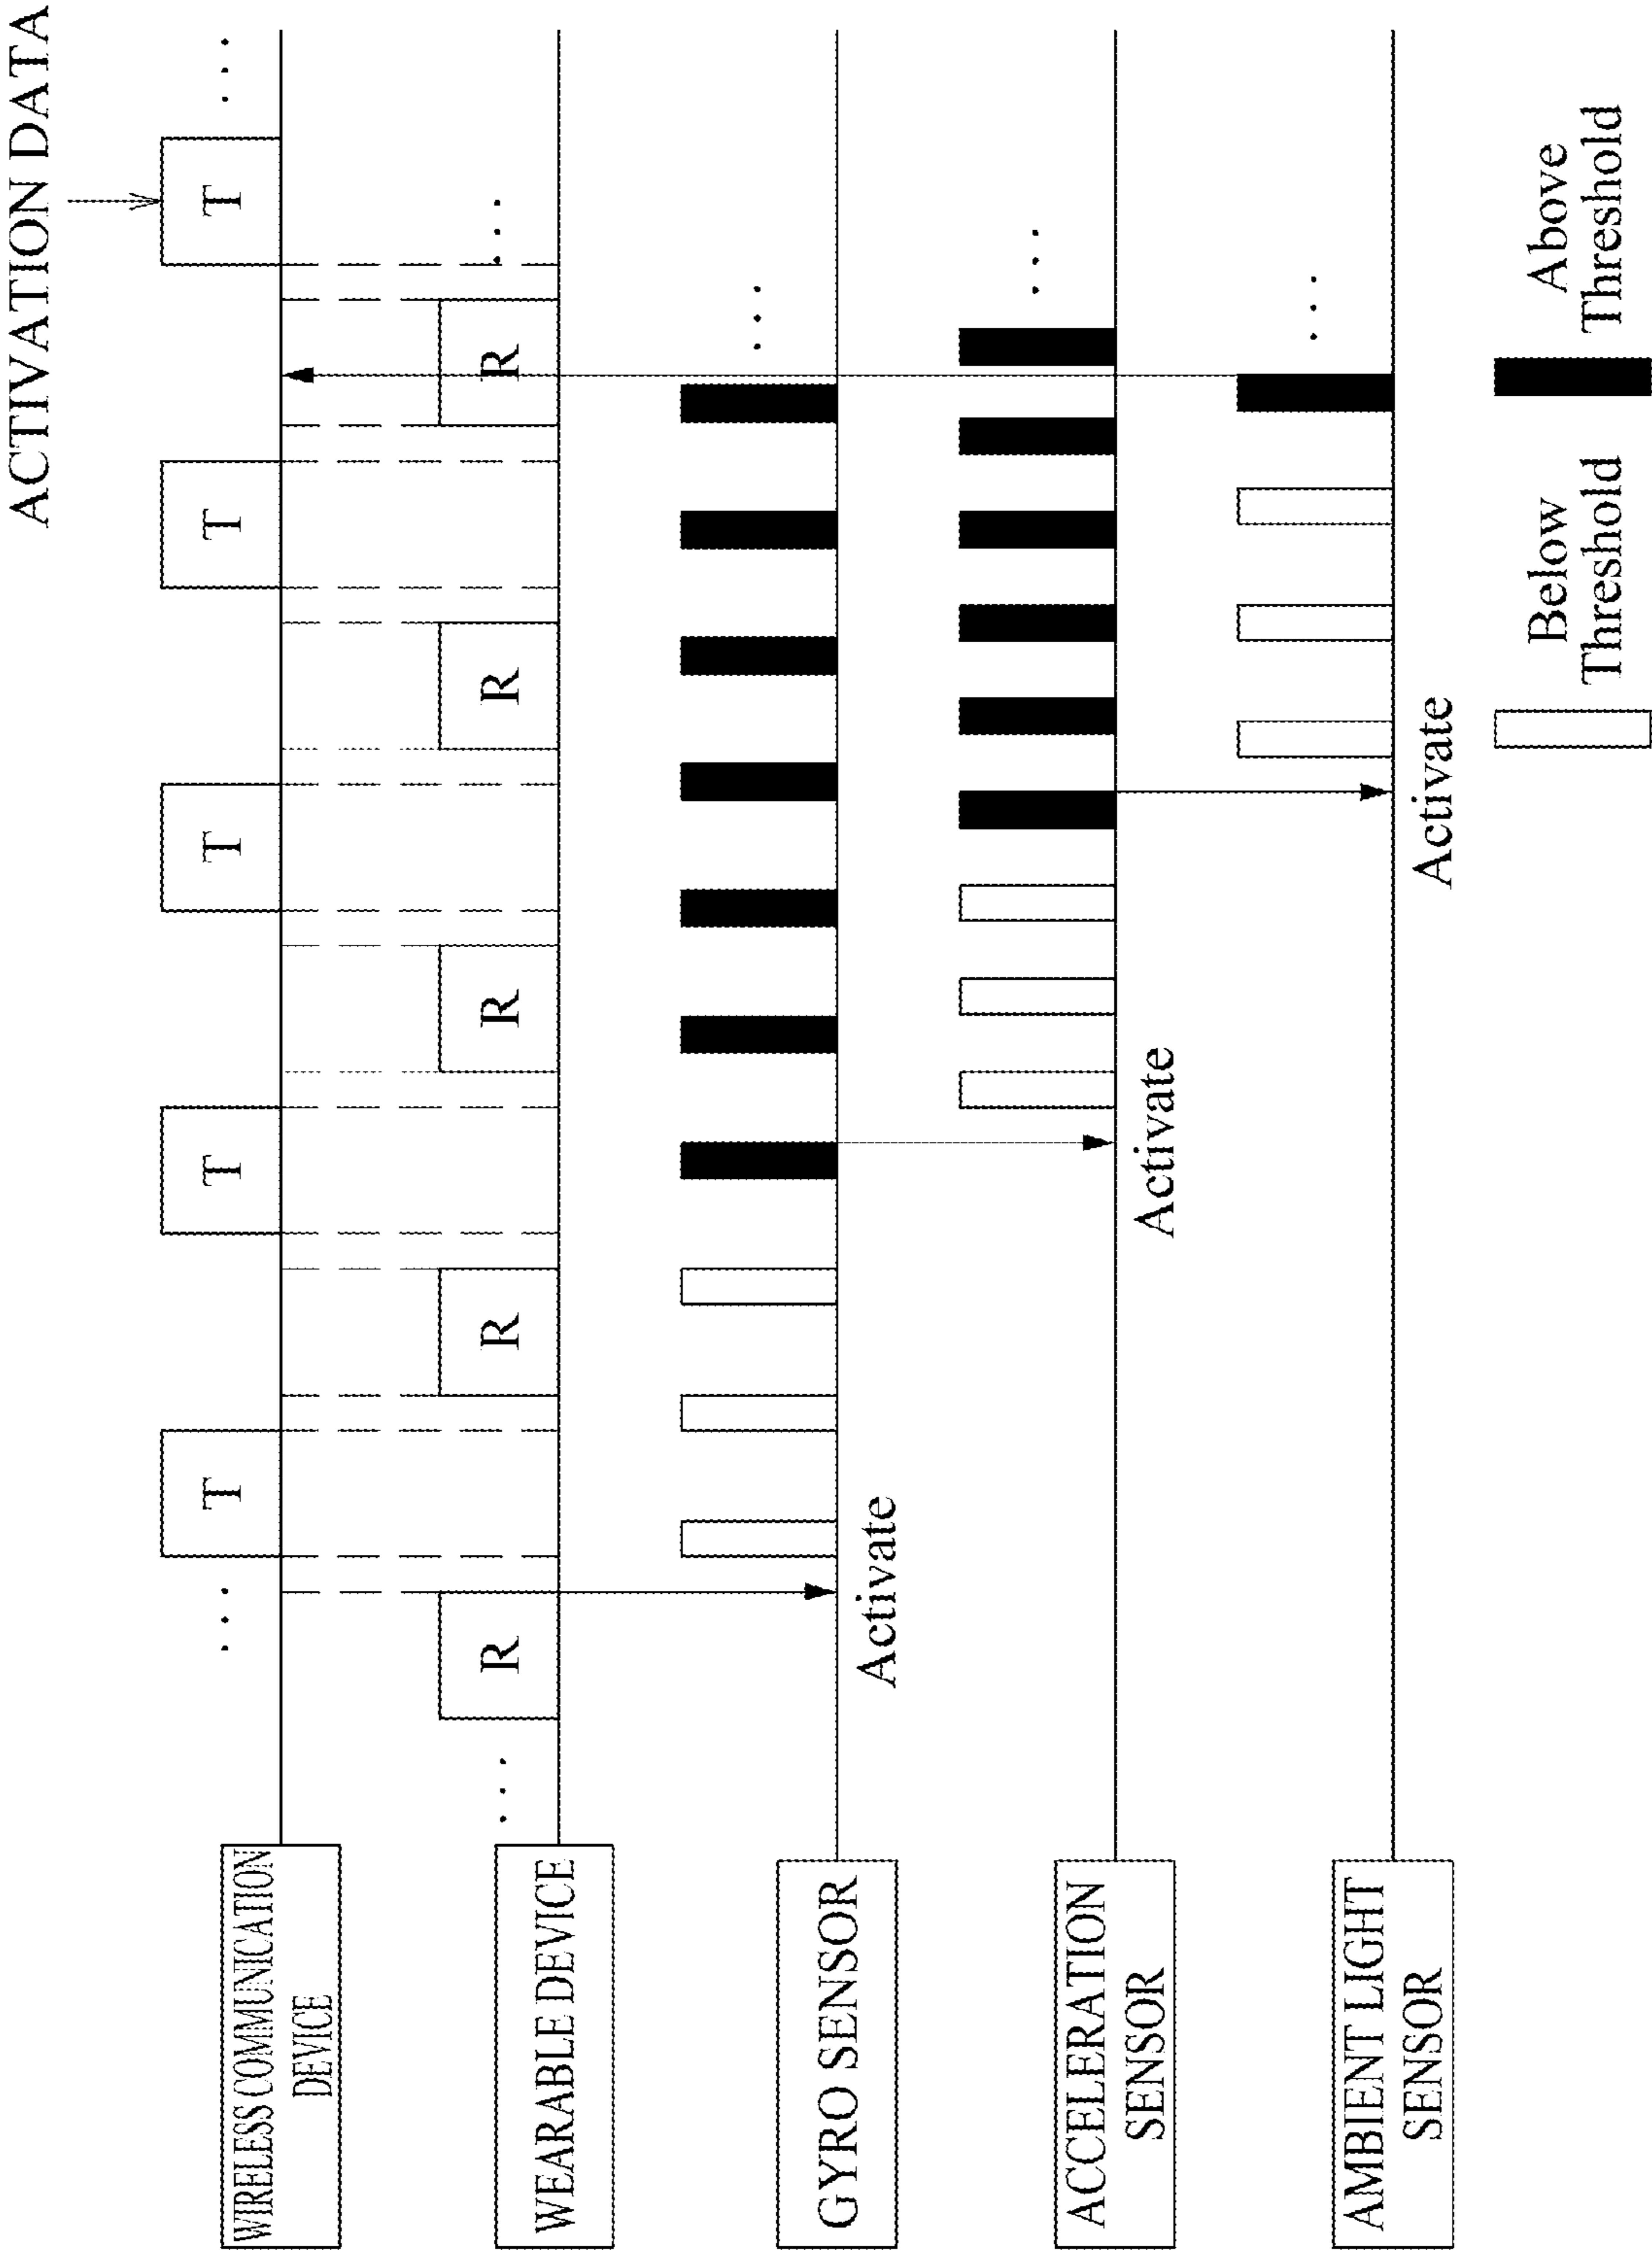 ACTIVATION DATA
WIRELESS COMMUNICATION
DEVICE
...
T
T
T
T
T
...
WEARABLE DEVICE
...
R
R
R
R
R
...
GYRO SENSOR
Activate
...
ACCELERATION
SENSOR
Activate
...
AMBIENT LIGHT
SENSOR
Activate
...
Below
Threshold
Above
Threshold